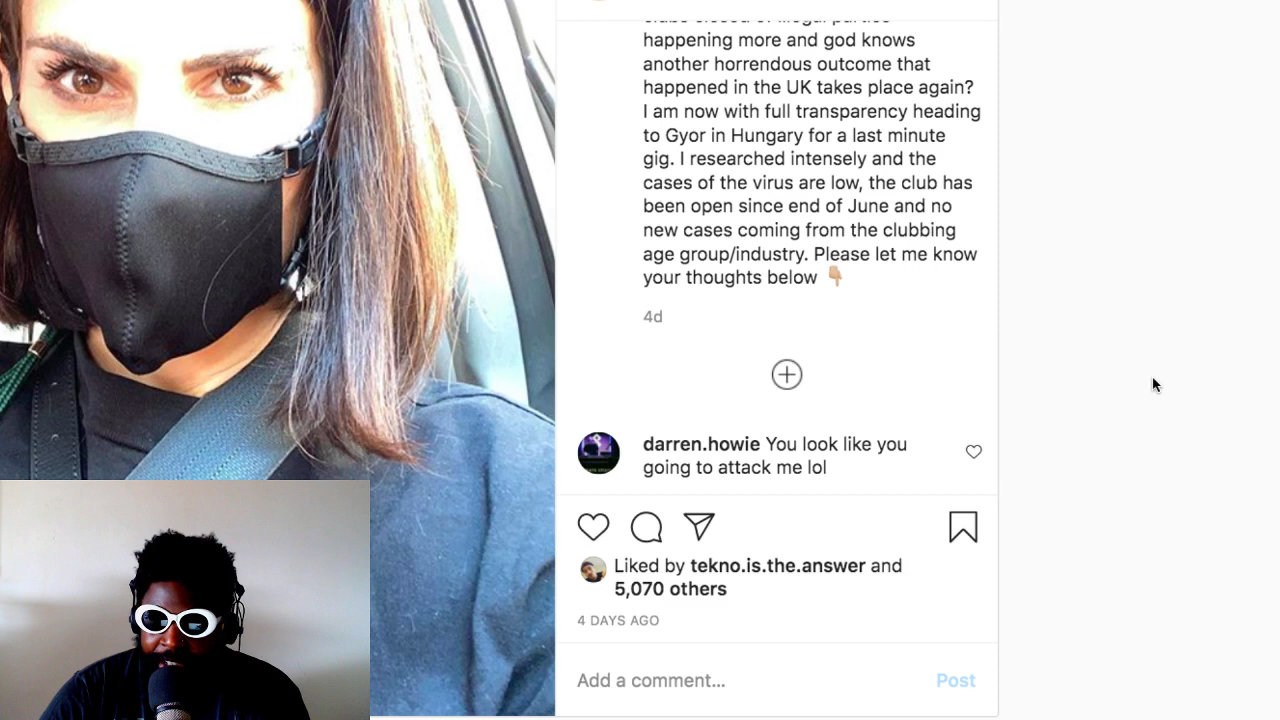 clubs closed or illegal parties
happening more and god knows
another horrendous outcome that
happened in the UK takes place again?
I am now with full transparency heading
to Gyor in Hungary for a last minute
gig. I researched intensely and the
cases of the virus are low, the club has
been open since end of June and no
new cases coming from the clubbing
age group/industry. Please let me know
your thoughts below 👇🏼
4d
darren.howie You look like you
going to attack me lol
Liked by tekno.is.the.answer and
5,070 others
4 DAYS AGO
Add a comment... Post